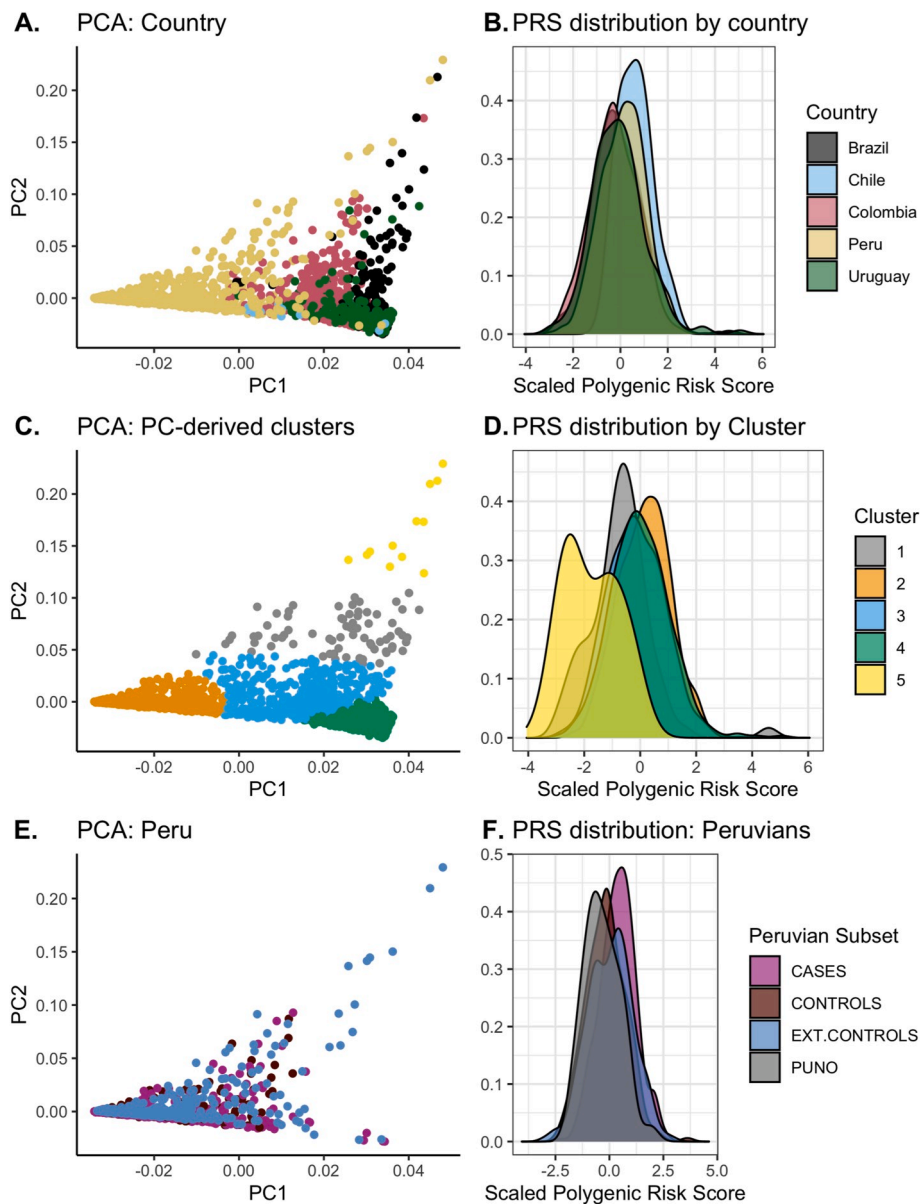 A. PCA: Country
0.20
0.15
0.10
0.05
0.00
PC2
-0.02 0.00 0.02 0.04
PC1
B. PRS distribution by country
0.4
0.3
0.2
0.1
0.0
-4 -2 0 2 4 6
Scaled Polygenic Risk Score
Country
Brazil
Chile
Colombia
Peru
Uruguay
C. PCA: PC-derived clusters
0.20
0.15
0.10
0.05
0.00
PC2
-0.02 0.00 0.02 0.04
PC1
D. PRS distribution by Cluster
0.4
0.3
0.2
0.1
0.0
-4 -2 0 2 4 6
Scaled Polygenic Risk Score
Cluster
1
2
3
4
5
E. PCA: Peru
0.20
0.15
0.10
0.05
0.00
PC2
-0.02 0.00 0.02 0.04
PC1
F. PRS distribution: Peruvians
0.5
0.4
0.3
0.2
0.1
0.0
-2.5 0.0 2.5 5.0
Scaled Polygenic Risk Score
Peruvian Subset
CASES
CONTROLS
EXT.CONTROLS
PUNO